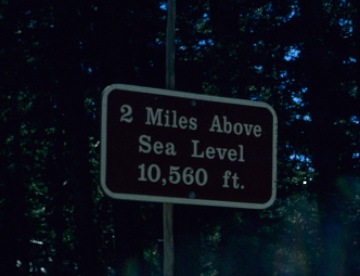 2 Miles Above
Sea Level
10,560 ft.